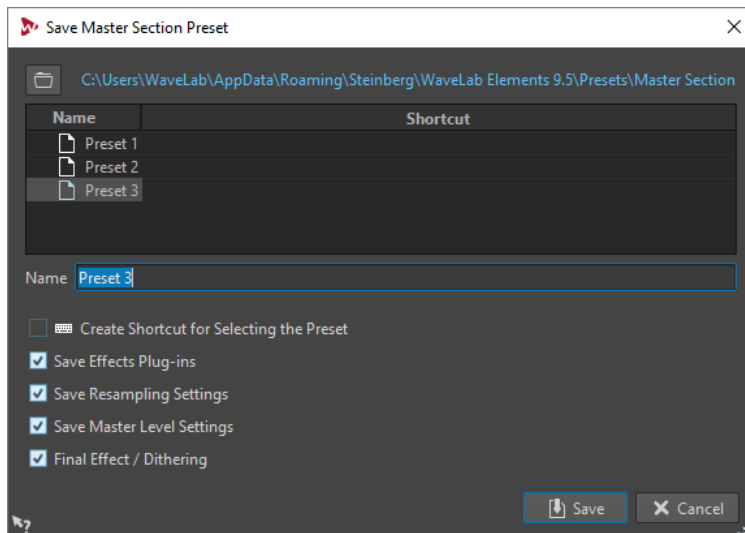 Save Master Section Preset
C:\Users\WaveLab\AppData\Roaming\Steinberg\WaveLab Elements 9.5\Presets\Master Section
Name Shortcut
Preset 1
Preset 2
Preset 3
Name Preset 3
Create Shortcut for Selecting the Preset
Save Effects Plug-ins
Save Resampling Settings
Save Master Level Settings
Final Effect / Dithering
Save Cancel